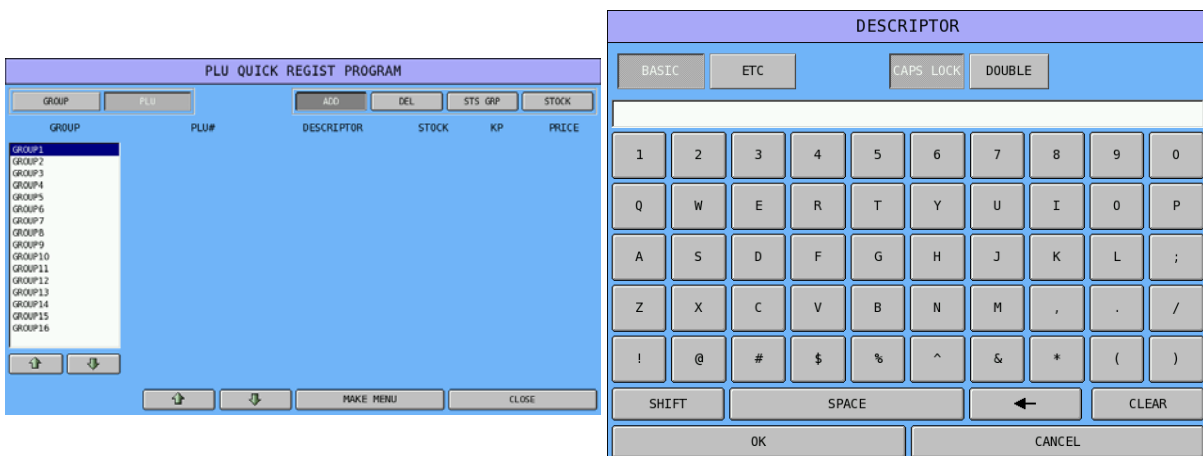 PLU QUICK REGIST PROGRAM
GROUP PLU ADD DEL STS GRP STOCK
GROUP PLU# DESCRIPTOR STOCK KP PRICE
GROUP1
GROUP2
GROUP3
GROUP4
GROUP5
GROUP6
GROUP7
GROUP8
GROUP9
GROUP10
GROUP11
GROUP12
GROUP13
GROUP14
GROUP15
GROUP16
MAKE MENU CLOSE
DESCRIPTOR
BASIC ETC CAPS LOCK DOUBLE
1 2 3 4 5 6 7 8 9 0
Q W E R T Y U I O P
A S D F G H J K L ;
Z X C V B N M , . /
! @ # $ % ^ & * ( )
SHIFT SPACE CLEAR
OK CANCEL